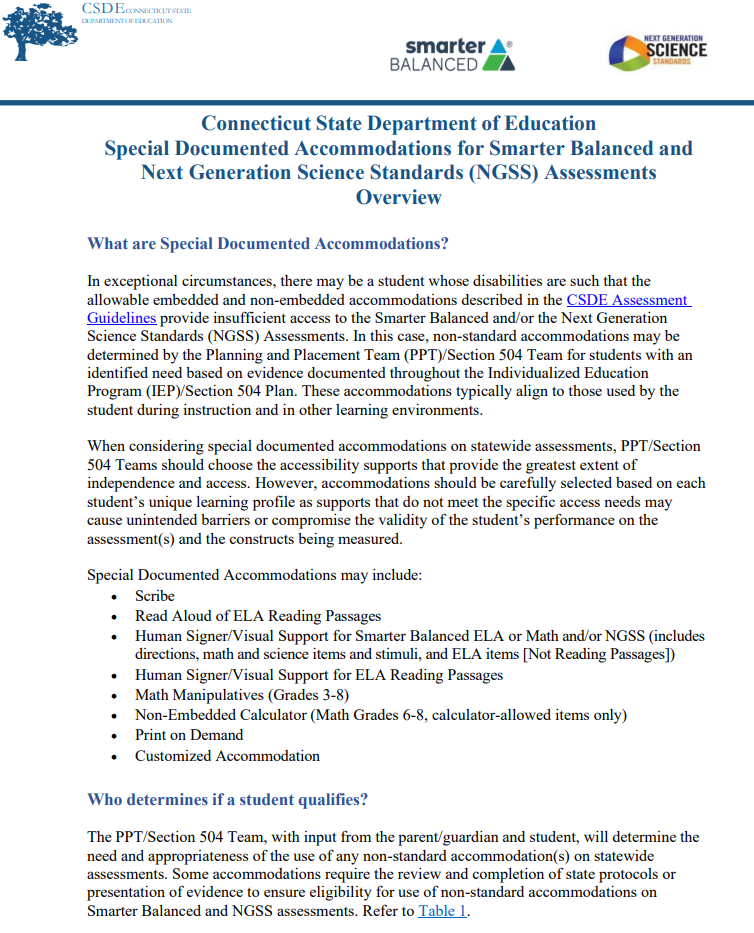 CSDE CONNECTICUT STATE
DEPARTMENT OF EDUCATION
smarter
BALANCED
®
NEXT GENERATION
SCIENCE
STANDARDS
Connecticut State Department of Education
Special Documented Accommodations for Smarter Balanced and
Next Generation Science Standards (NGSS) Assessments
Overview
What are Special Documented Accommodations?
In exceptional circumstances, there may be a student whose disabilities are such that the
allowable embedded and non-embedded accommodations described in the CSDE Assessment
Guidelines provide insufficient access to the Smarter Balanced and/or the Next Generation
Science Standards (NGSS) Assessments. In this case, non-standard accommodations may be
determined by the Planning and Placement Team (PPT)/Section 504 Team for students with an
identified need based on evidence documented throughout the Individualized Education
Program (IEP)/Section 504 Plan. These accommodations typically align to those used by the
student during instruction and in other learning environments.
When considering special documented accommodations on statewide assessments, PPT/Section
504 Teams should choose the accessibility supports that provide the greatest extent of
independence and access. However, accommodations should be carefully selected based on each
student’s unique learning profile as supports that do not meet the specific access needs may
cause unintended barriers or compromise the validity of the student’s performance on the
assessment(s) and the constructs being measured.
Special Documented Accommodations may include:
• Scribe
• Read Aloud of ELA Reading Passages
• Human Signer/Visual Support for Smarter Balanced ELA or Math and/or NGSS (includes
directions, math and science items and stimuli, and ELA items [Not Reading Passages])
• Human Signer/Visual Support for ELA Reading Passages
• Math Manipulatives (Grades 3-8)
• Non-Embedded Calculator (Math Grades 6-8, calculator-allowed items only)
• Print on Demand
• Customized Accommodation
Who determines if a student qualifies?
The PPT/Section 504 Team, with input from the parent/guardian and student, will determine the
need and appropriateness of the use of any non-standard accommodation(s) on statewide
assessments. Some accommodations require the review and completion of state protocols or
presentation of evidence to ensure eligibility for use of non-standard accommodations on
Smarter Balanced and NGSS assessments. Refer to Table 1.